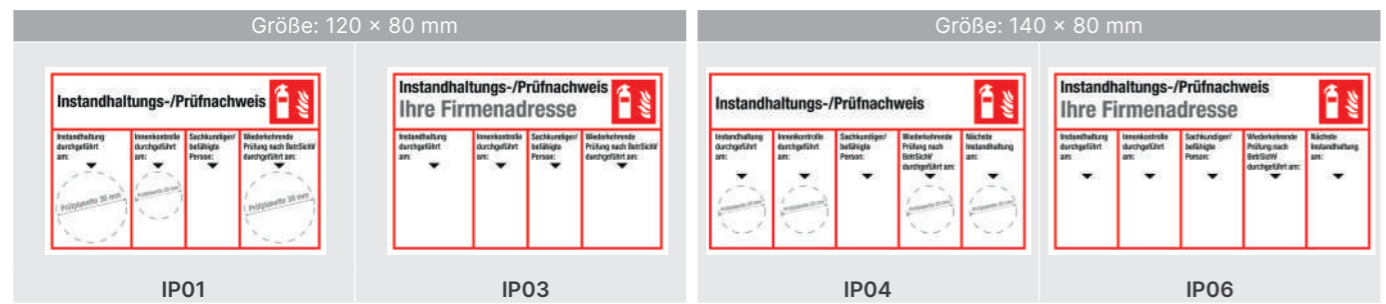 Größe: 120 × 80 mm
Größe: 140 × 80 mm
Instandhaltungs-/Prüfnachweis
Instandhaltung
durchgeführt
am:
Innenkontrolle
durchgeführt
am:
Sachkundiger/
befähigte
Person:
Wiederkehrende
Prüfung nach BetrSichV
durchgeführt am:
Prüfplakette 30 mm
Prüfplakette 30 mm
IP01
Instandhaltungs-/Prüfnachweis
Ihre Firmenadresse
Instandhaltung
durchgeführt
am:
Innenkontrolle
durchgeführt
am:
Sachkundiger/
befähigte
Person:
Wiederkehrende
Prüfung nach BetrSichV
durchgeführt am:
IP03
Instandhaltungs-/Prüfnachweis
Instandhaltung
durchgeführt
am:
Innenkontrolle
durchgeführt
am:
Sachkundiger/
befähigte
Person:
Wiederkehrende
Prüfung nach
BetrSichV
durchgeführt am:
Nächste
Instandhaltung
am:
IP04
Instandhaltungs-/Prüfnachweis
Ihre Firmenadresse
Instandhaltung
durchgeführt
am:
Innenkontrolle
durchgeführt
am:
Sachkundiger/
befähigte
Person:
Wiederkehrende
Prüfung nach
BetrSichV
durchgeführt am:
Nächste
Instandhaltung
am:
IP06